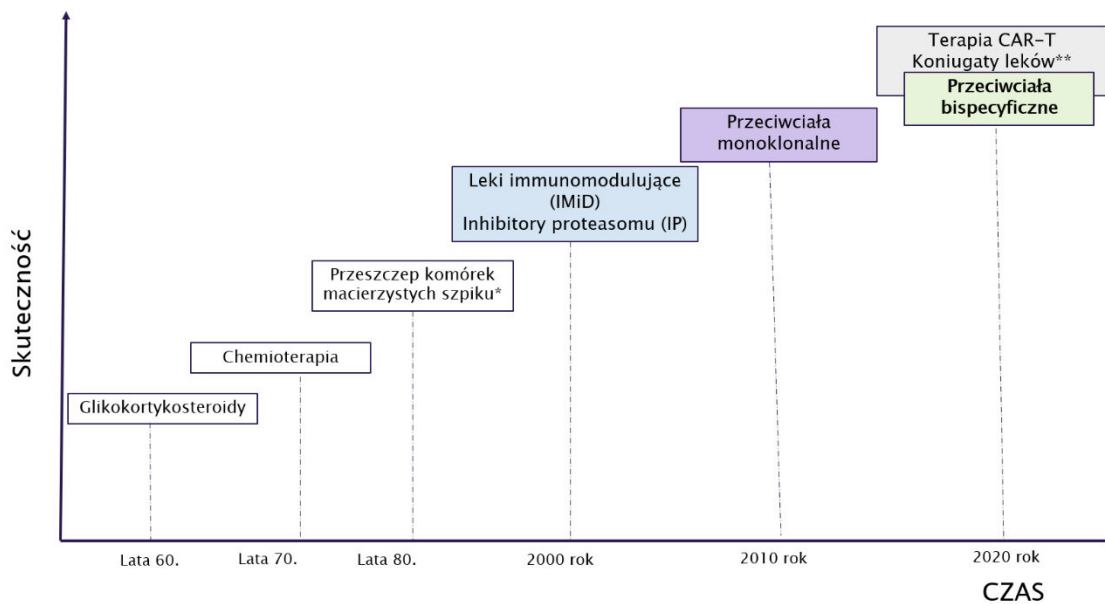 Skuteczność
Terapia CAR-T
Koniugaty leków**
Przeciwciała
bispecyficzne
Przeciwciała
monoklonalne
Leki immunomodulujące
(IMiD)
Inhibitory proteasomu (IP)
Przeszczep komórek
macierzystych szpiku*
Chemioterapia
Glikokortykosteroidy
Lata 60.
Lata 70.
Lata 80.
2000 rok
2010 rok
2020 rok
CZAS